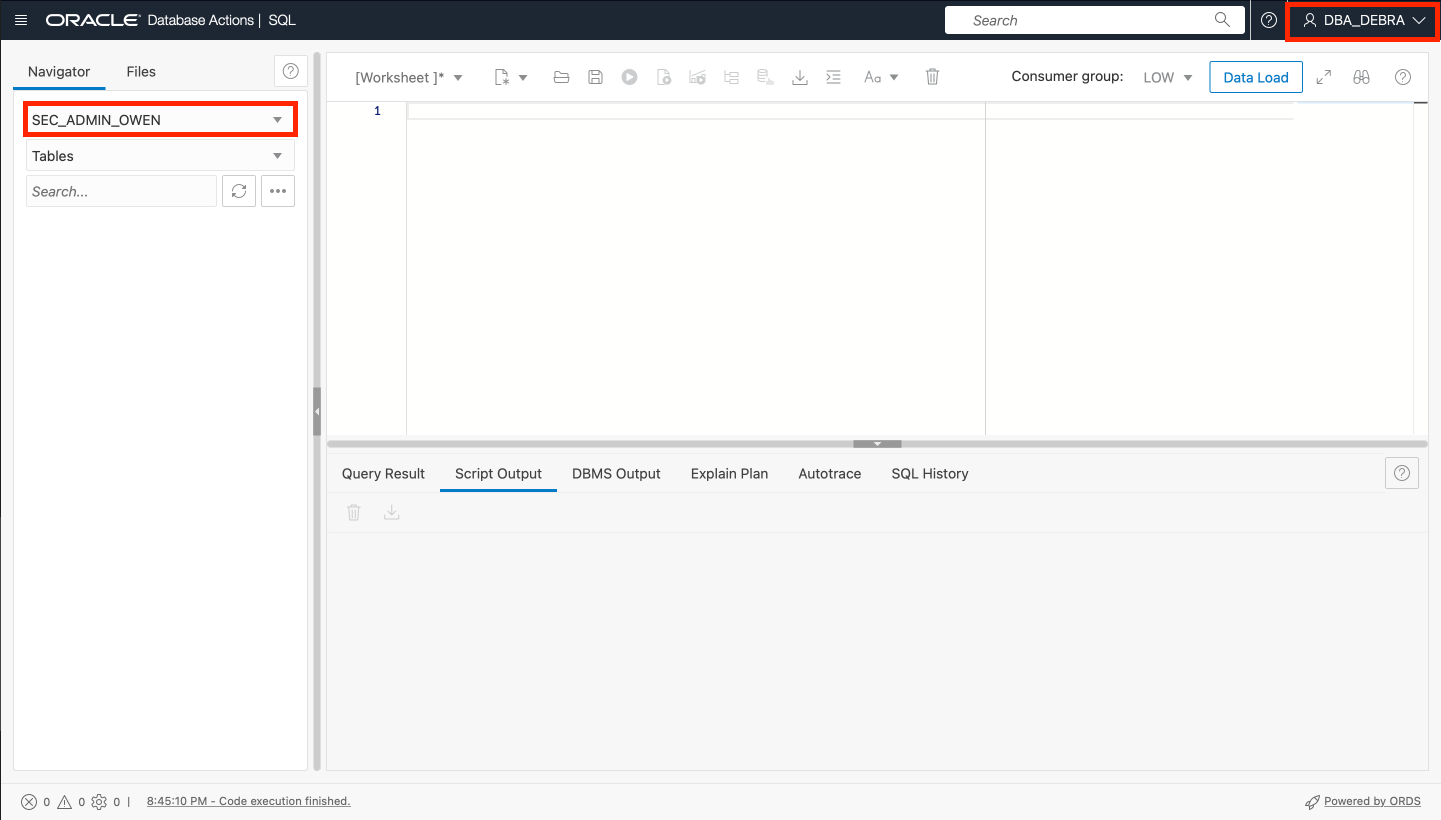 ORACLE Database Actions | SQL
Search
DBA_DEBRA
Navigator
Files
SEC_ADMIN_OWEN
Tables
Search...
[Worksheet ]*
Aa
Consumer group:
LOW
Data Load
1
Query Result
Script Output
DBMS Output
Explain Plan
Autotrace
SQL History
0 0 0 | 8:45:10 PM - Code execution finished.
Powered by ORDS